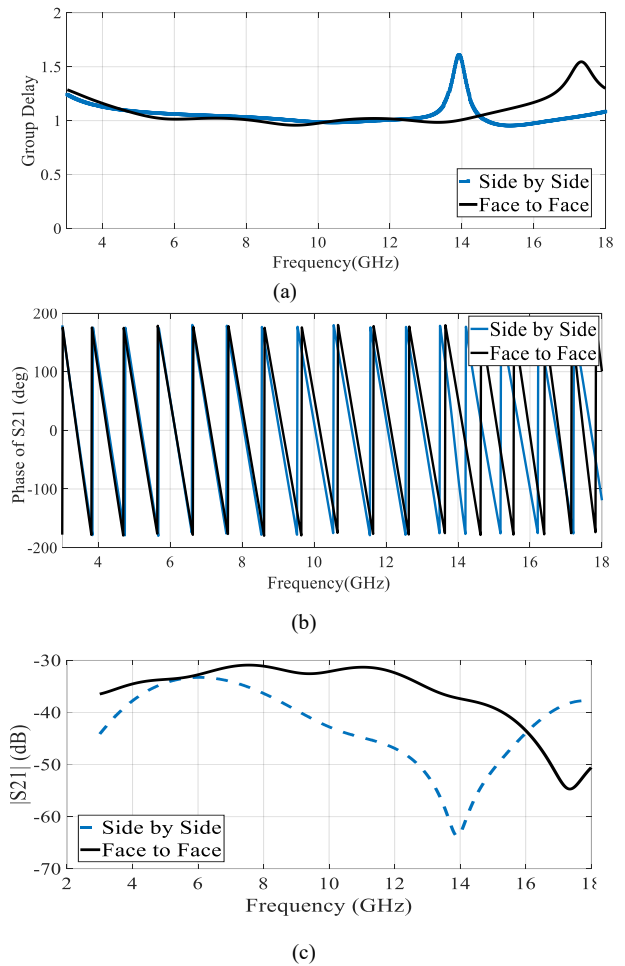 2
1.5
1
0.5
0
Group Delay
Side by Side
Face to Face
4 6 8 10 12 14 16 18
Frequency(GHz)
(a)
200
100
0
-100
-200
Phase of S21 (deg)
Side by Side
Face to Face
4 6 8 10 12 14 16 18
Frequency(GHz)
(b)
-30
-40
-50
-60
-70
|S21| (dB)
Side by Side
Face to Face
2 4 6 8 10 12 14 16 18
Frequency (GHz)
(c)